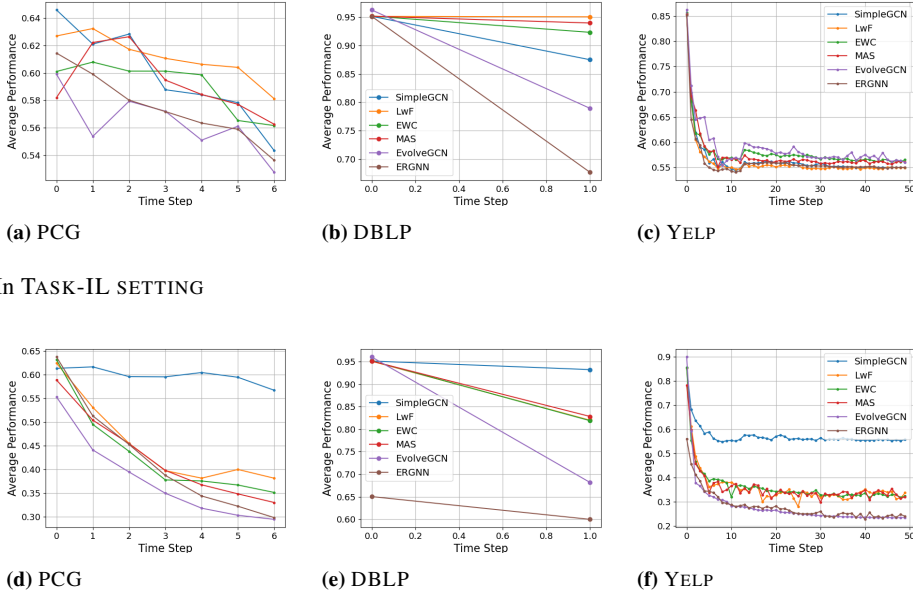 SimpleGCN
LwF
EWC
MAS
EvolveGCN
ERGNN
Average Performance
0.64
0.62
0.60
0.58
0.56
0.54
0 1 2 3 4 5 6
Time Step
Average Performance
0.95
0.90
0.85
0.80
0.75
0.70
SimpleGCN
LwF
EWC
MAS
EvolveGCN
ERGNN
0.0 0.2 0.4 0.6 0.8 1.0
Time Step
Average Performance
0.85
0.80
0.75
0.70
0.65
0.60
0.55
0 10 20 30 40 50
Time Step
(a) PCG (b) DBLP (c) YELP
In TASK-IL SETTING
Average Performance
0.65
0.60
0.55
0.50
0.45
0.40
0.35
0.30
0 1 2 3 4 5 6
Time Step
Average Performance
0.95
0.90
0.85
0.80
0.75
0.70
0.65
0.60
SimpleGCN
LwF
EWC
MAS
EvolveGCN
ERGNN
0.0 0.2 0.4 0.6 0.8 1.0
Time Step
Average Performance
0.9
0.8
0.7
0.6
0.5
0.4
0.3
0.2
SimpleGCN
LwF
EWC
MAS
EvolveGCN
ERGNN
0 10 20 30 40 50
Time Step
(d) PCG (e) DBLP (f) YELP